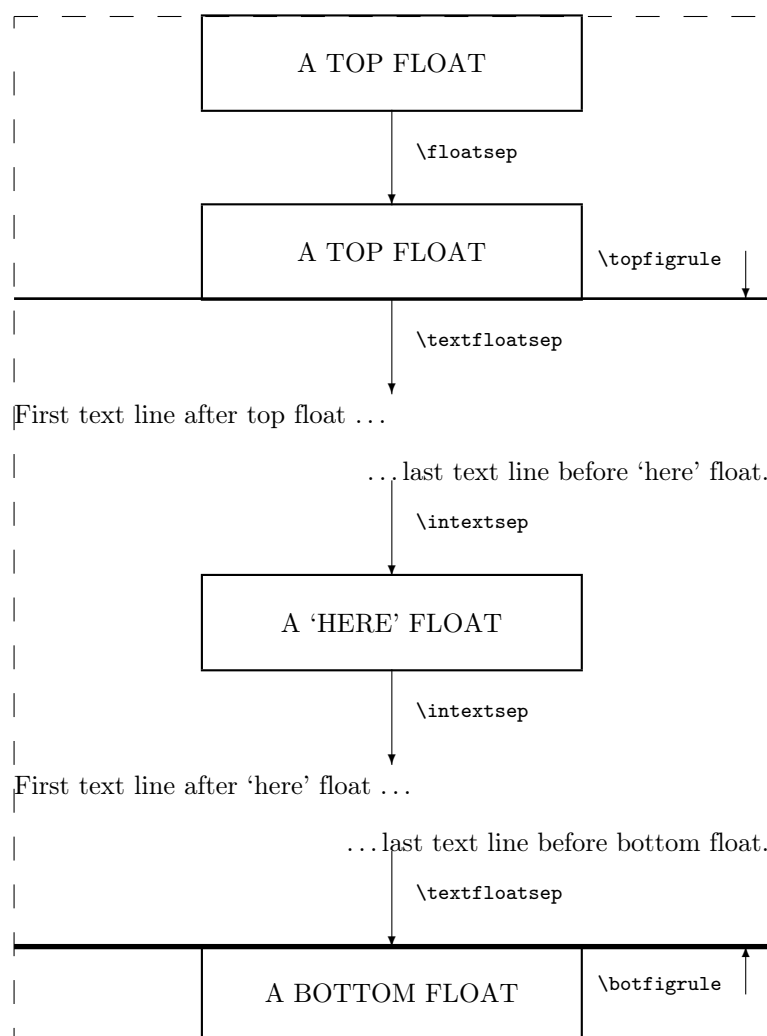 A TOP FLOAT
\floatsep
A TOP FLOAT
\topfigrule
\textfloatsep
First text line after top float ...
...last text line before ‘here’ float.
\intextsep
A ‘HERE’ FLOAT
\intextsep
First text line after ‘here’ float ...
...last text line before bottom float.
\textfloatsep
A BOTTOM FLOAT
\botfigrule